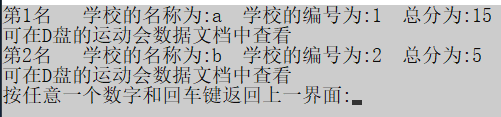 第1名   学校的名称为:a  学校的编号为:1  总分为:15
可在D盘的运动会数据文档中查看
第2名   学校的名称为:b  学校的编号为:2  总分为:5
可在D盘的运动会数据文档中查看
按任意一个数字和回车键返回上一界面: